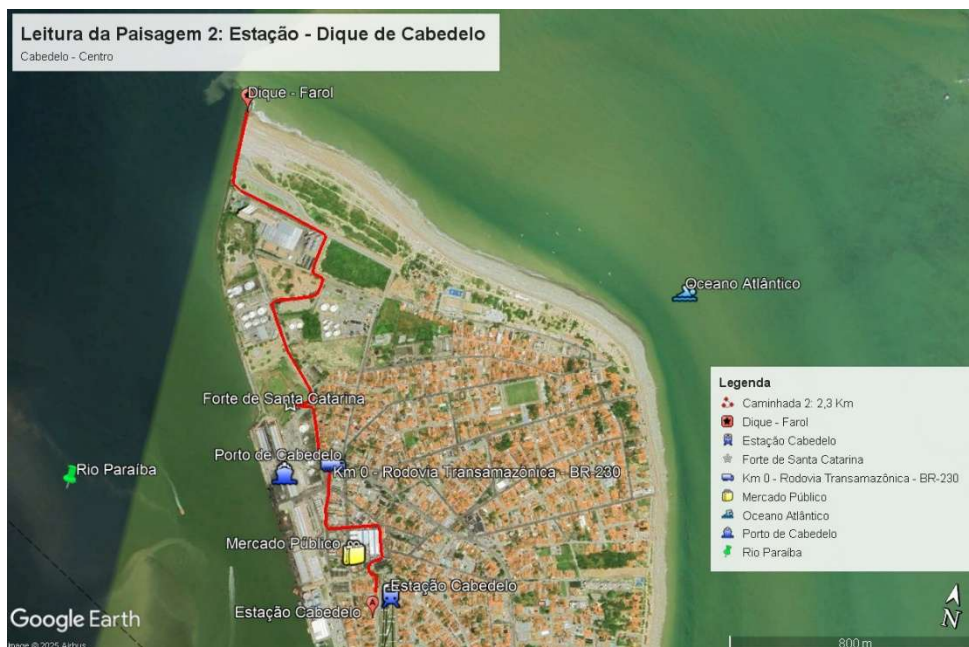 Leitura da Paisagem 2: Estação - Dique de Cabedelo
Cabedelo - Centro
Dique - Farol
Oceano Atlântico
Forte de Santa Catarina
Porto de Cabedelo
Km 0 - Rodovia Transamazônica - BR-230
Rio Paraíba
Mercado Público
Estação Cabedelo
Estação Cabedelo
Legenda
Caminhada 2: 2,3 Km
Dique - Farol
Estação Cabedelo
Forte de Santa Catarina
Km 0 - Rodovia Transamazônica - BR-230
Mercado Público
Oceano Atlântico
Porto de Cabedelo
Rio Paraíba
Google Earth
Image © 2025 Airbus
N
800 m